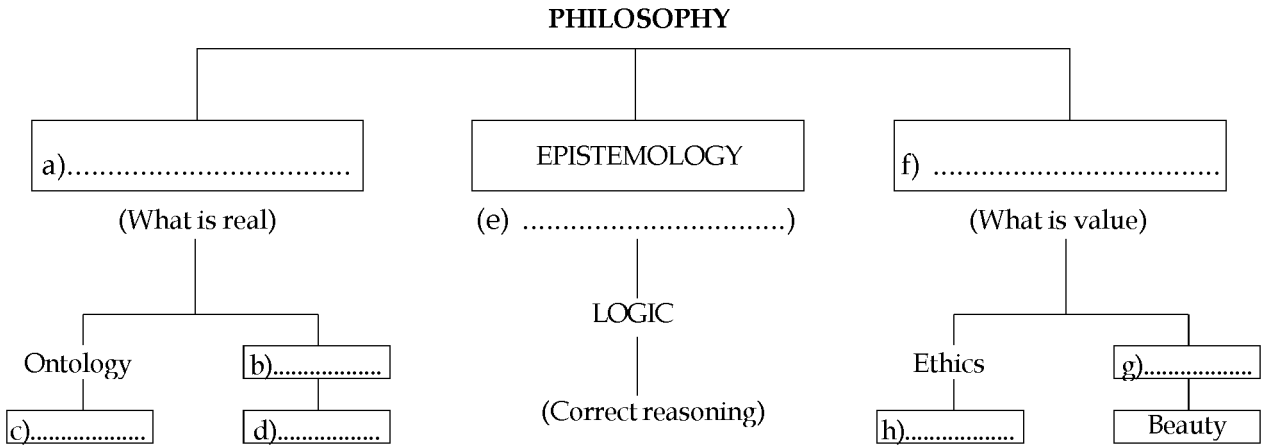 PHILOSOPHY
a)...................................
EPISTEMOLOGY
f) ...................................
(What is real)
(e) ................................)
(What is value)
LOGIC
Ontology
b)..................
Ethics
g)..................
c)...................
d).................
(Correct reasoning)
h)..................
Beauty